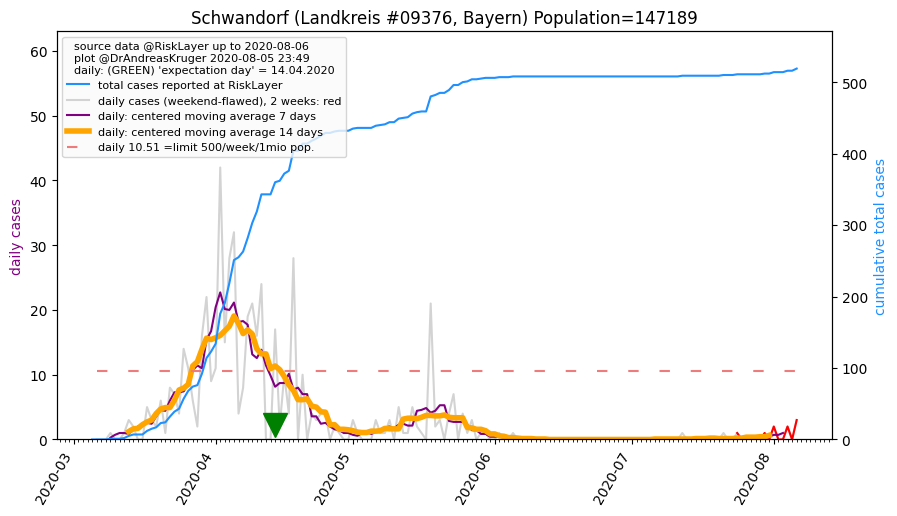 Schwandorf (Landkreis #09376, Bayern) Population=147189
source data @RiskLayer up to 2020-08-06
plot @DrAndreasKruger 2020-08-05 23:49
daily: (GREEN) 'expectation day' = 14.04.2020
total cases reported at RiskLayer
daily cases (weekend-flawed), 2 weeks: red
daily: centered moving average 7 days
daily: centered moving average 14 days
daily 10.51 =limit 500/week/1mio pop.
daily cases
60
50
40
30
20
10
0
cumulative total cases
500
400
300
200
100
0
2020-03
2020-04
2020-05
2020-06
2020-07
2020-08